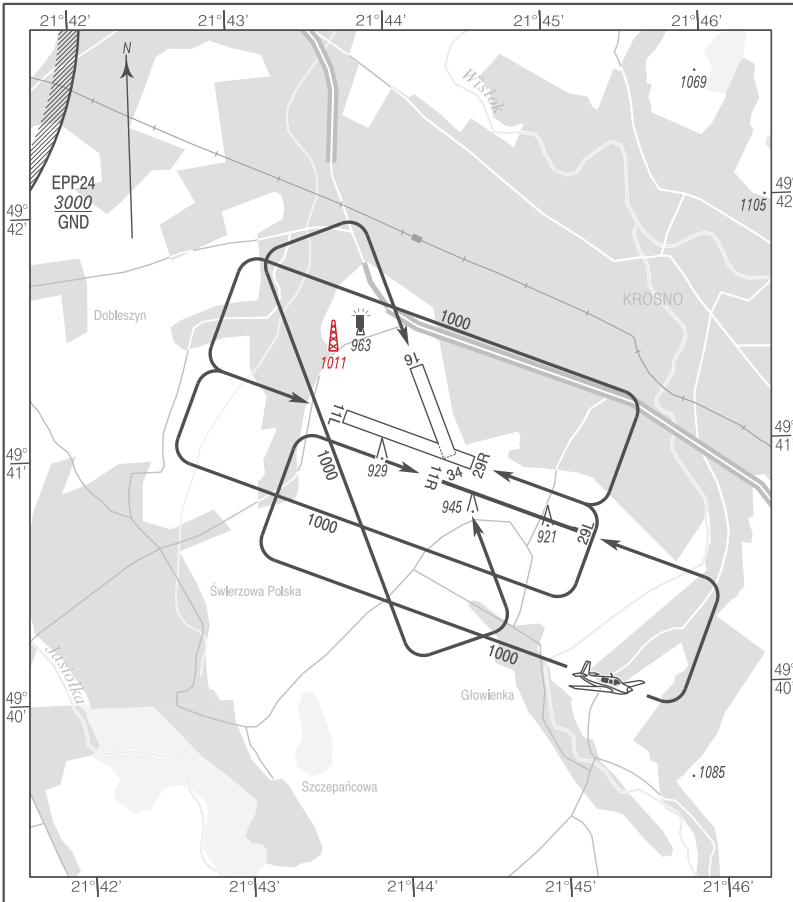 21°42' 21°43' 21°44' 21°45' 21°46'
N
Wisłok
1069
EPP24
3000
GND
49°
42'
49°
42'
1105
Dobleszyn
KROSNO
1000
963
1011
16
11L
49°
41'
49°
41'
929
1000
34
29R
11R
945
921
29L
1000
Śwlerzowa Polska
1000
Jasiołka
Głowlenka
49°
40'
49°
40'
1085
Szczepańcowa
21°42' 21°43' 21°44' 21°45' 21°46'